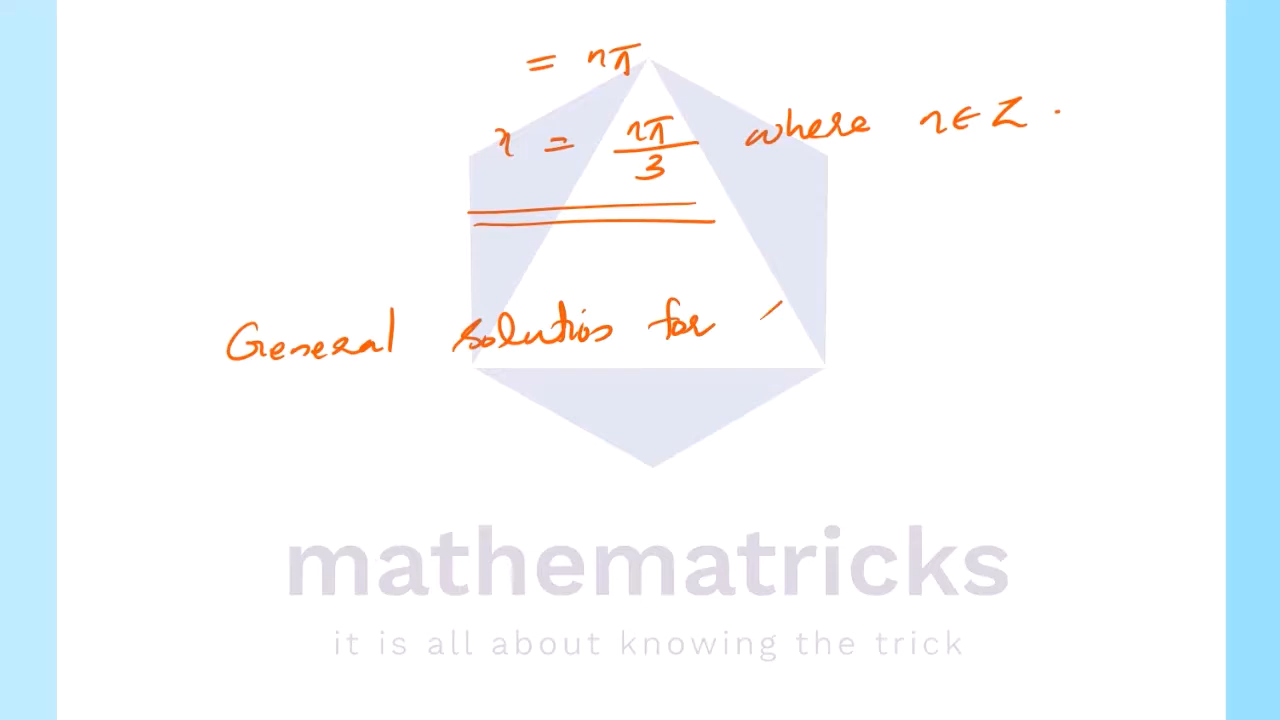 = nπ
x = nπ/3 where n ∈ Z .
General solution for
mathematricks
it is all about knowing the trick